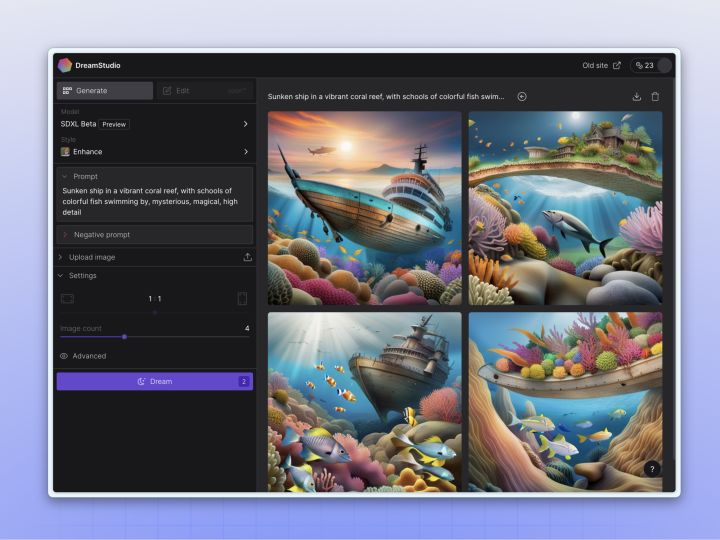 DreamStudio
Old site
23
Generate
Edit
Model
SDXL Beta Preview
Style
Enhance
Prompt
Sunken ship in a vibrant coral reef, with schools of
colorful fish swimming by, mysterious, magical, high
detail
Negative prompt
Upload image
Settings
1 : 1
Image count
4
Advanced
Dream
2
Sunken ship in a vibrant coral reef, with schools of colorful fish swim...
?